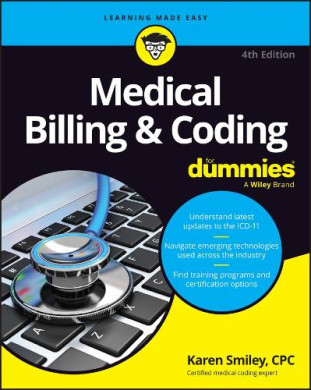 LEARNING MADE EASY
4th Edition
Medical
Billing & Coding
for
dummies®
A Wiley Brand
Understand latest
updates to the ICD-11
Navigate emerging technologies
used across the industry
Find training programs and
certification options
Karen Smiley, CPC
Certified medical coding expert